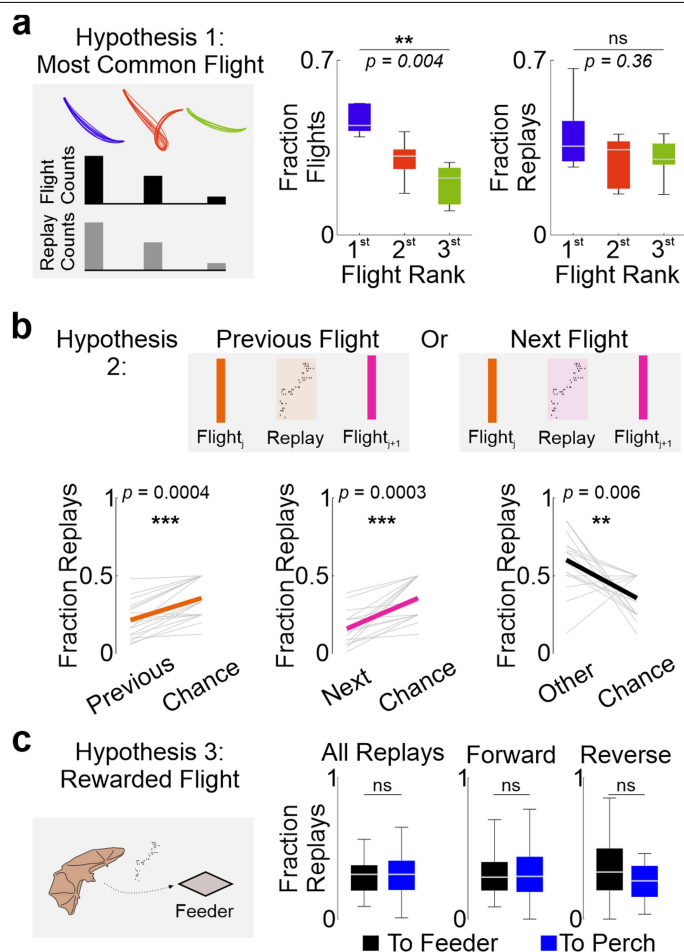 a
Hypothesis 1:
Most Common Flight
Flight
Counts
Replay
Counts
Fraction
Flights
0.7
0
**
p = 0.004
1st 2st 3st
Flight Rank
Fraction
Replays
0.7
0
ns
p = 0.36
1st 2st 3st
Flight Rank
b
Hypothesis
2:
Previous Flight Or Next Flight
Flightj Replay Flightj+1
Flightj Replay Flightj+1
Fraction Replays
1
0.5
0
p = 0.0004
***
Previous Chance
Fraction Replays
1
0.5
0
p = 0.0003
***
Next Chance
Fraction Replays
1
0.5
0
p = 0.006
**
Other Chance
c
Hypothesis 3:
Rewarded Flight
Feeder
All Replays Forward Reverse
Fraction
Replays
1
0
ns
1
0
ns
1
0
ns
To Feeder To Perch